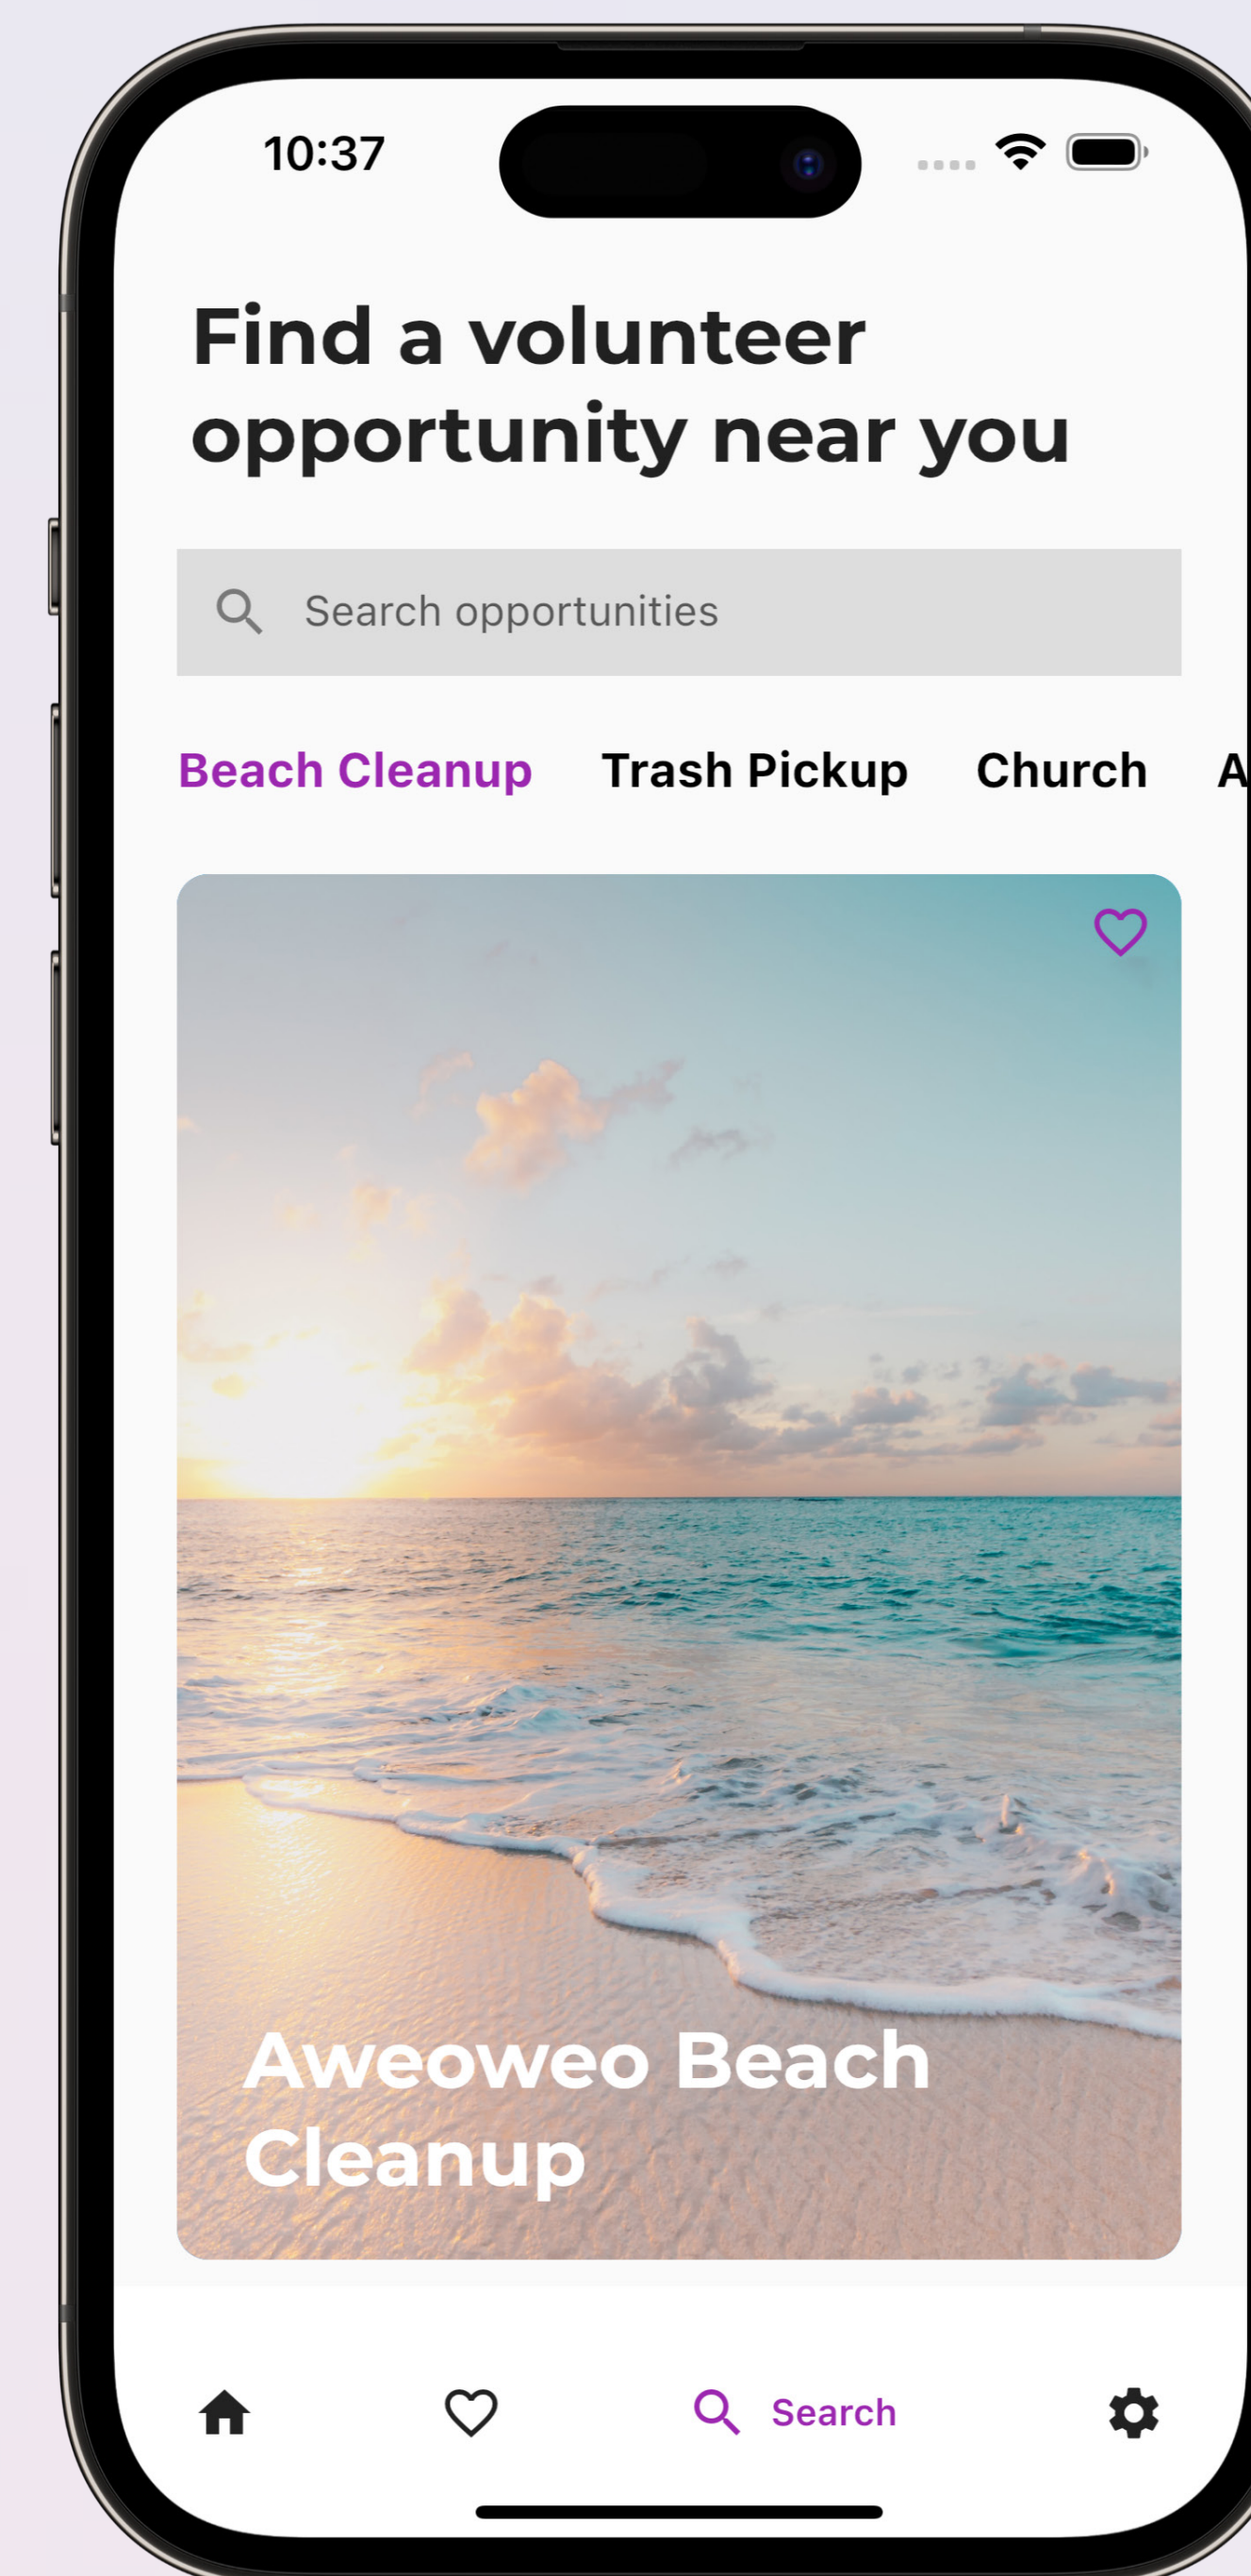 10:37
Find a volunteer
opportunity near you
Search opportunities
Beach Cleanup Trash Pickup Church A
Aweoweo Beach
Cleanup
Search